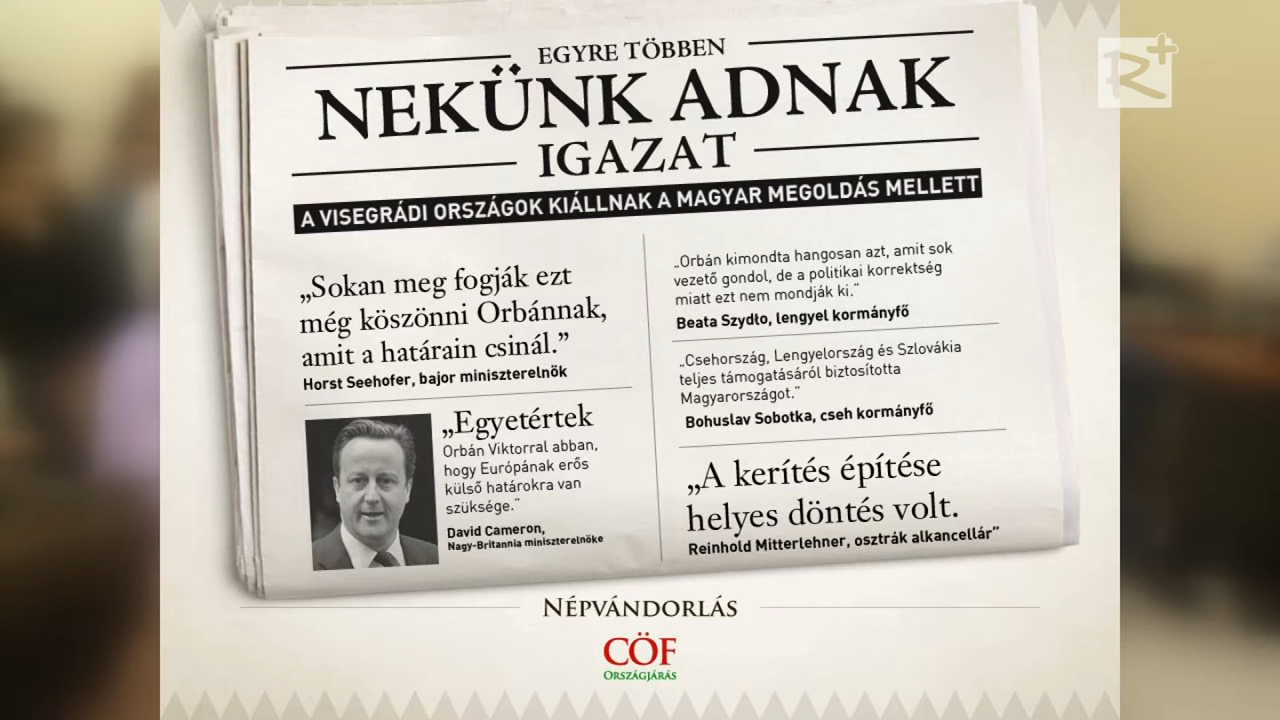 EGYRE TÖBBEN
NEKÜNK ADNAK
IGAZAT
A VISEGRÁDI ORSZÁGOK KIÁLLNAK A MAGYAR MEGOLDÁS MELLETT
„Sokan meg fogják ezt
még köszönni Orbánnak,
amit a határain csinál.”
Horst Seehofer, bajor miniszterelnök
„Egyetértek
Orbán Viktorral abban,
hogy Európának erős
külső határokra van
szüksége.”
David Cameron,
Nagy-Britannia miniszterelnöke
„Orbán kimondta hangosan azt, amit sok
vezető gondol, de a politikai korrektség
miatt ezt nem mondják ki.”
Beata Szydło, lengyel kormányfő
„Csehország, Lengyelország és Szlovákia
teljes támogatásáról biztosította
Magyarországot.”
Bohuslav Sobotka, cseh kormányfő
„A kerítés építése
helyes döntés volt.
Reinhold Mitterlehner, osztrák alkancellár”
NÉPVÁNDORLÁS
CÖF
ORSZÁGJÁRÁS
R+